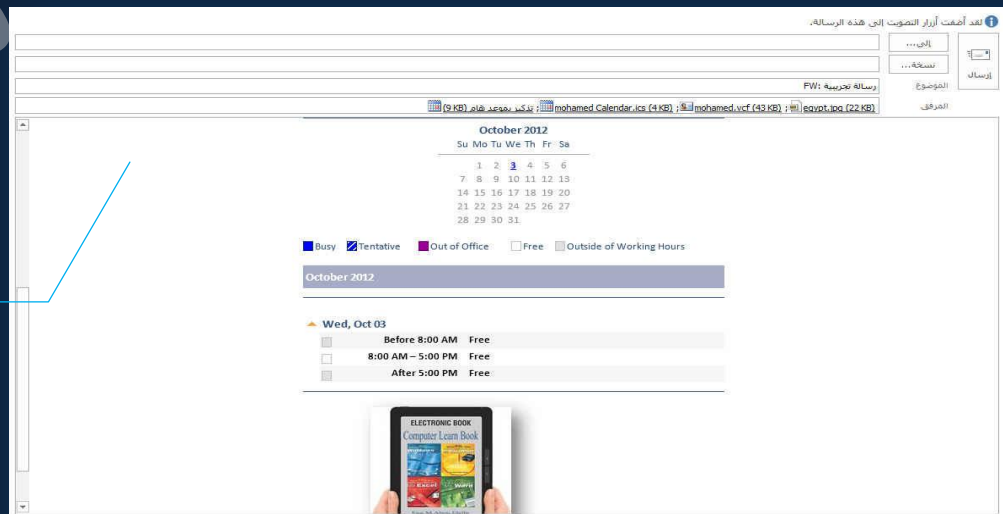 لقد أضفت أزرار التصويت إلى هذه الرسالة.
إرسال
إلى...
نسخة...
الموضوع
رسالة تجريبية :FW
المرفق
egypt.jpg (22 KB) ; mohamed.vcf (43 KB) ; mohamed Calendar.ics (4 KB) ; تذكير بموعد هام (9 KB)
October 2012
Su Mo Tu We Th Fr Sa
1 2 3 4 5 6
7 8 9 10 11 12 13
14 15 16 17 18 19 20
21 22 23 24 25 26 27
28 29 30 31
Busy Tentative Out of Office Free Outside of Working Hours
October 2012
Wed, Oct 03
Before 8:00 AM Free
8:00 AM – 5:00 PM Free
After 5:00 PM Free
ELECTRONIC BOOK
Computer Learn Book
Excel Word